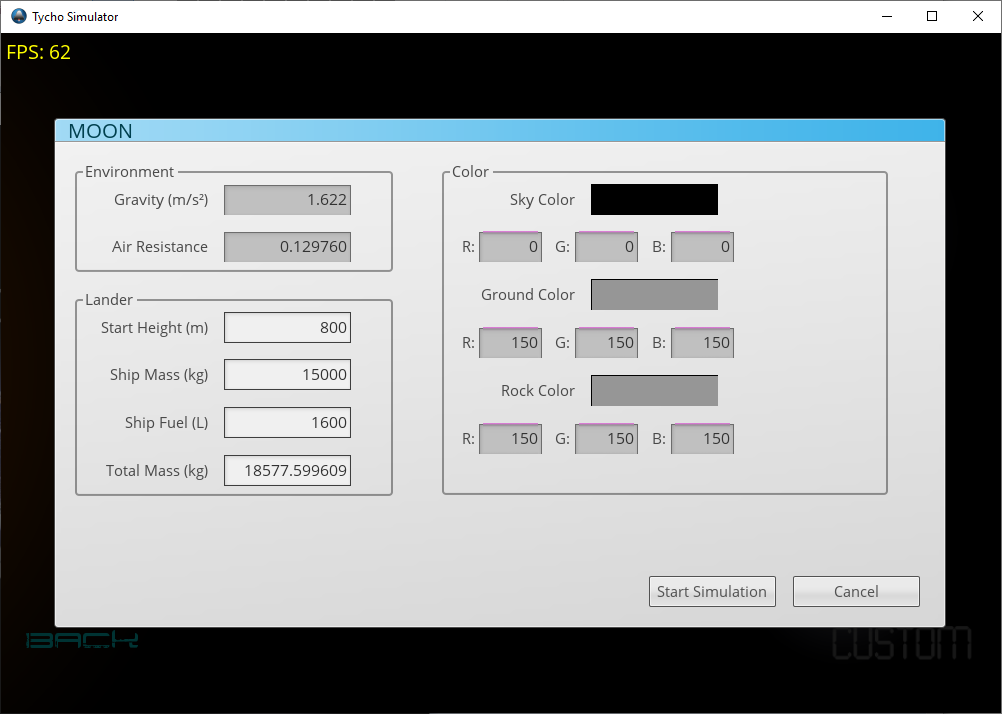 Tycho Simulator
FPS: 62
MOON
Environment
Gravity (m/s²) 1.622
Air Resistance 0.129760
Lander
Start Height (m) 800
Ship Mass (kg) 15000
Ship Fuel (L) 1600
Total Mass (kg) 18577.599609
Color
Sky Color
R: 0 G: 0 B: 0
Ground Color
R: 150 G: 150 B: 150
Rock Color
R: 150 G: 150 B: 150
Start Simulation Cancel
BACK CUSTOM